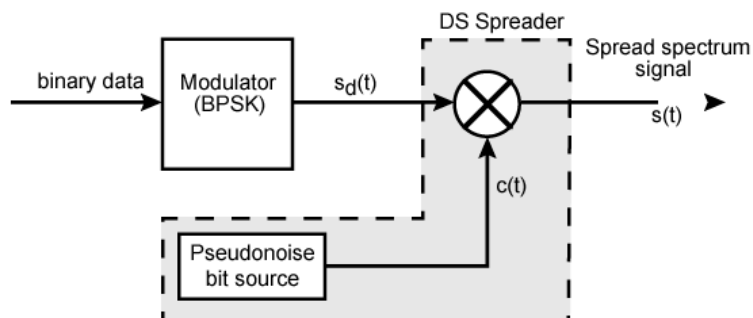 DS Spreader
Spread spectrum
signal
binary data
Modulator
(BPSK)
sd(t)
s(t)
c(t)
Pseudonoise
bit source